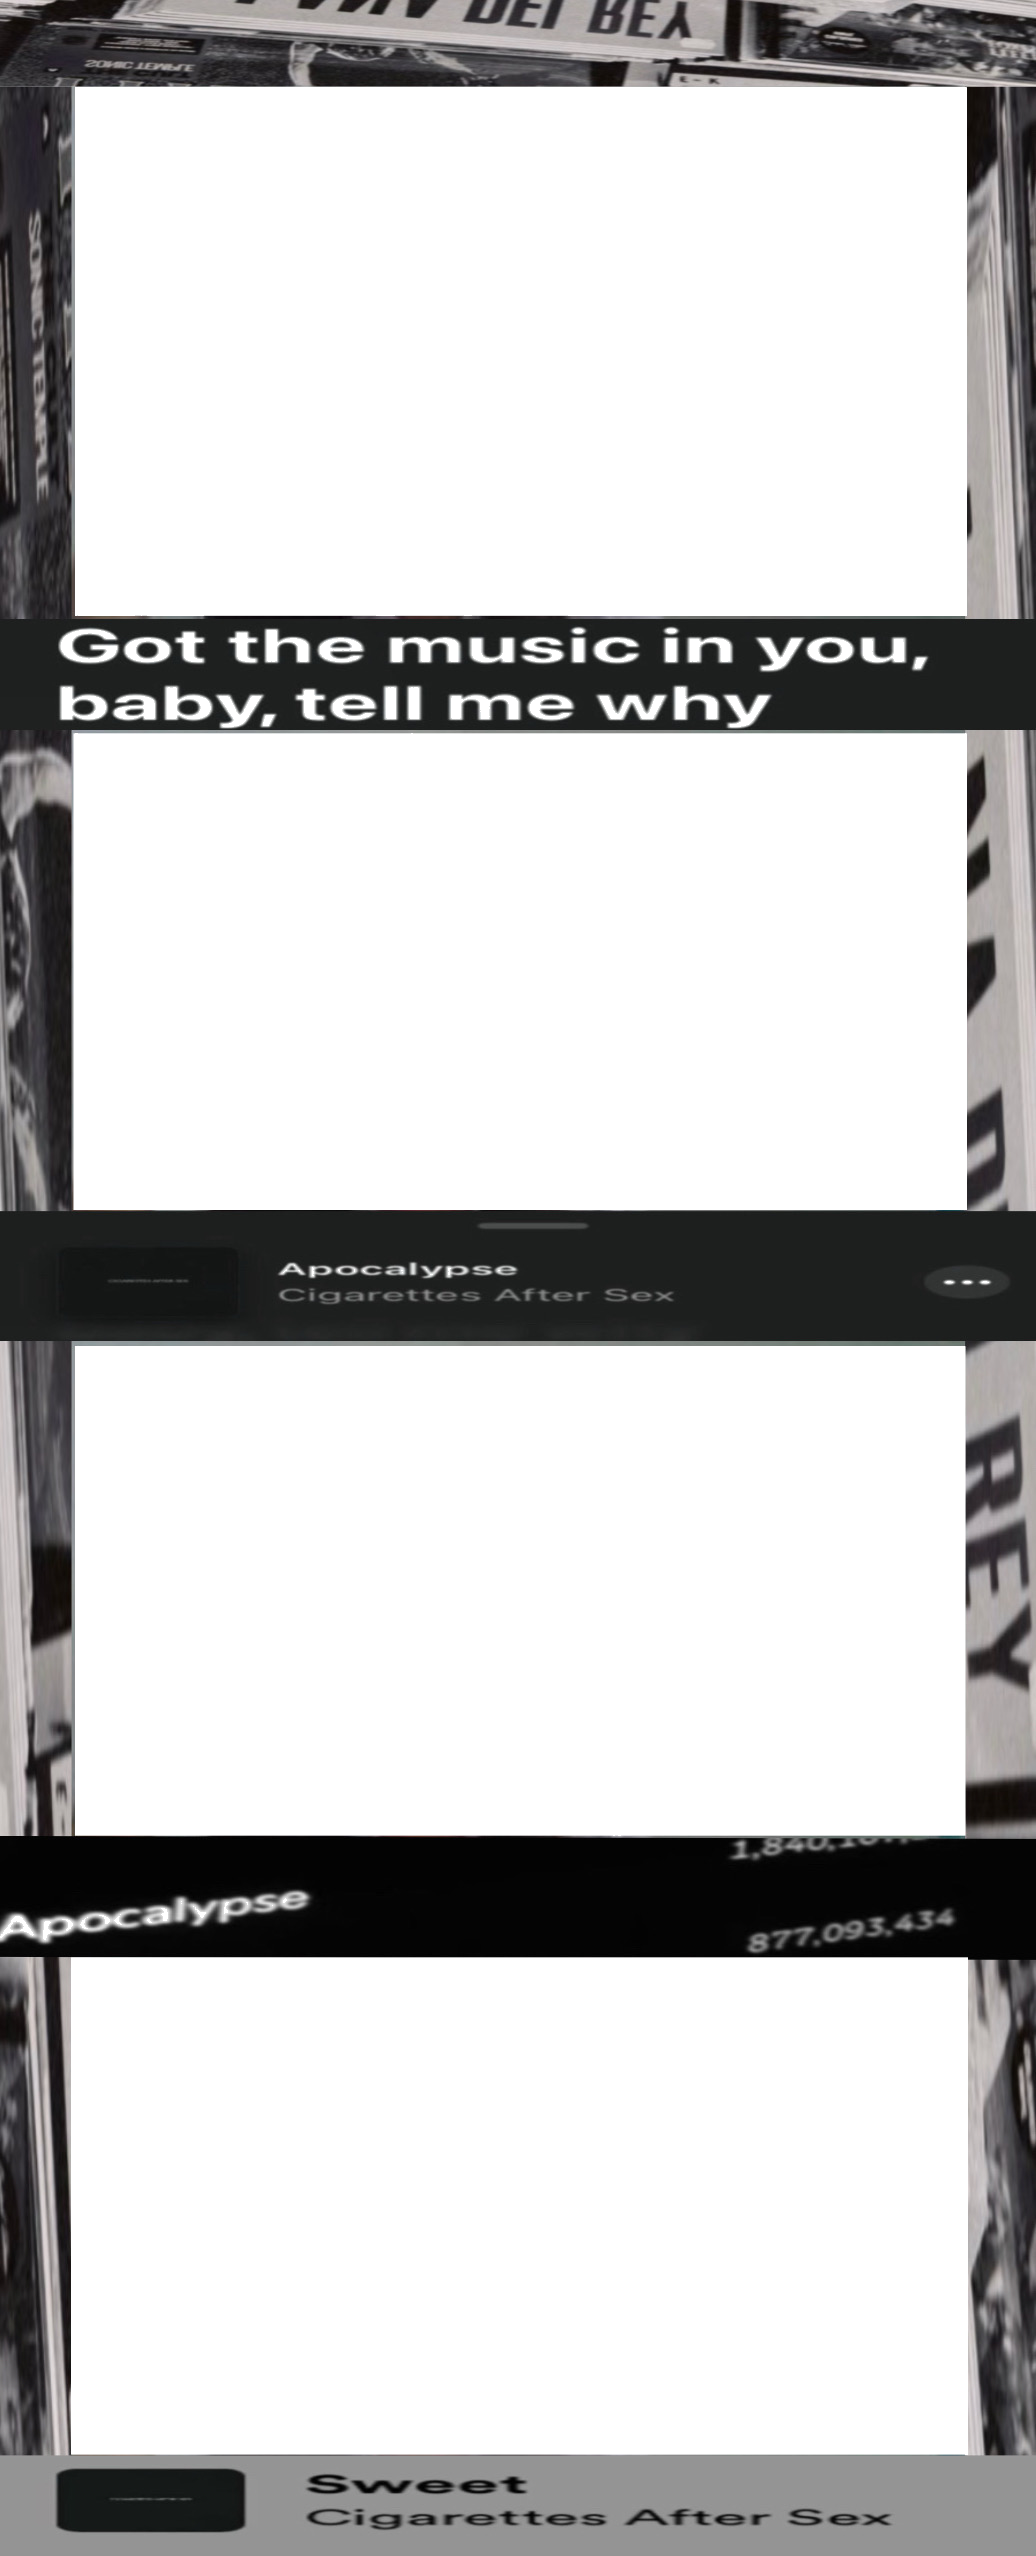 DEL REY
SONIC TEMPLE
E-K
SONIC TEMPLE
Got the music in you,
baby, tell me why
Apocalypse
Cigarettes After Sex
REY
Apocalypse
877,093,434
Sweet
Cigarettes After Sex